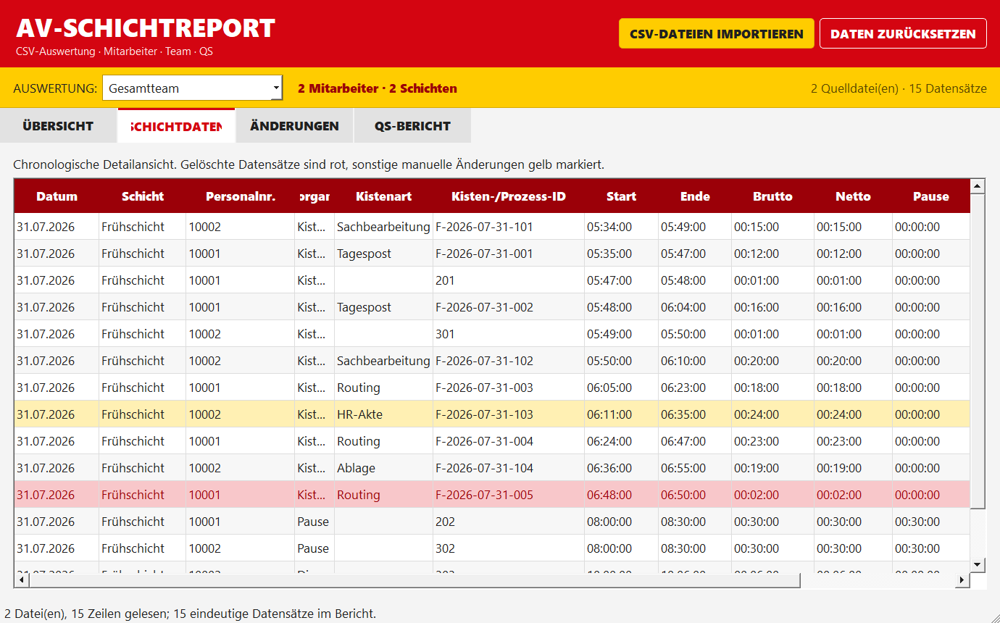 AV-SCHICHTREPORT
CSV-Auswertung · Mitarbeiter · Team · QS
CSV-DATEIEN IMPORTIEREN
DATEN ZURÜCKSETZEN
AUSWERTUNG: Gesamtteam 2 Mitarbeiter · 2 Schichten 2 Quelldatei(en) · 15 Datensätze
ÜBERSICHT SCHICHTDATEN ÄNDERUNGEN QS-BERICHT
Chronologische Detailansicht. Gelöschte Datensätze sind rot, sonstige manuelle Änderungen gelb markiert.
Datum Schicht Personalnr. organ Kistenart Kisten-/Prozess-ID Start Ende Brutto Netto Pause
31.07.2026 Frühschicht 10002 Kist... Sachbearbeitung F-2026-07-31-101 05:34:00 05:49:00 00:15:00 00:15:00 00:00:00
31.07.2026 Frühschicht 10001 Kist... Tagespost F-2026-07-31-001 05:35:00 05:47:00 00:12:00 00:12:00 00:00:00
31.07.2026 Frühschicht 10001 Kist... 201 05:47:00 05:48:00 00:01:00 00:01:00 00:00:00
31.07.2026 Frühschicht 10001 Kist... Tagespost F-2026-07-31-002 05:48:00 06:04:00 00:16:00 00:16:00 00:00:00
31.07.2026 Frühschicht 10002 Kist... 301 05:49:00 05:50:00 00:01:00 00:01:00 00:00:00
31.07.2026 Frühschicht 10002 Kist... Sachbearbeitung F-2026-07-31-102 05:50:00 06:10:00 00:20:00 00:20:00 00:00:00
31.07.2026 Frühschicht 10001 Kist... Routing F-2026-07-31-003 06:05:00 06:23:00 00:18:00 00:18:00 00:00:00
31.07.2026 Frühschicht 10002 Kist... HR-Akte F-2026-07-31-103 06:11:00 06:35:00 00:24:00 00:24:00 00:00:00
31.07.2026 Frühschicht 10001 Kist... Routing F-2026-07-31-004 06:24:00 06:47:00 00:23:00 00:23:00 00:00:00
31.07.2026 Frühschicht 10002 Kist... Ablage F-2026-07-31-104 06:36:00 06:55:00 00:19:00 00:19:00 00:00:00
31.07.2026 Frühschicht 10001 Kist... Routing F-2026-07-31-005 06:48:00 06:50:00 00:02:00 00:02:00 00:00:00
31.07.2026 Frühschicht 10001 Pause 202 08:00:00 08:30:00 00:30:00 00:30:00 00:30:00
31.07.2026 Frühschicht 10002 Pause 302 08:00:00 08:30:00 00:30:00 00:30:00 00:30:00
2 Datei(en), 15 Zeilen gelesen; 15 eindeutige Datensätze im Bericht.